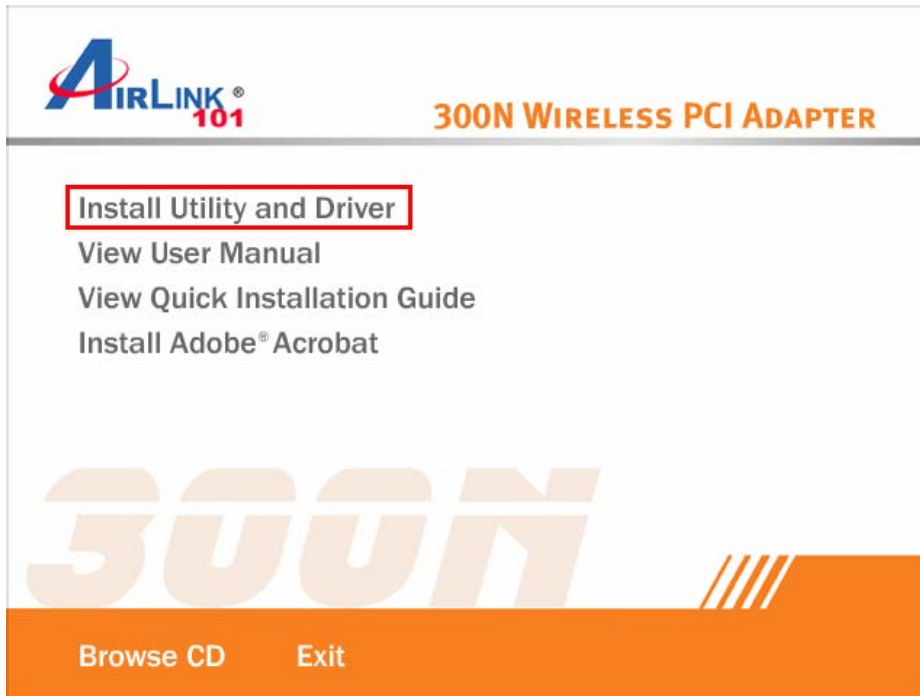 AIRLINK®
101
300N WIRELESS PCI ADAPTER
Install Utility and Driver
View User Manual
View Quick Installation Guide
Install Adobe® Acrobat
300N
Browse CD Exit